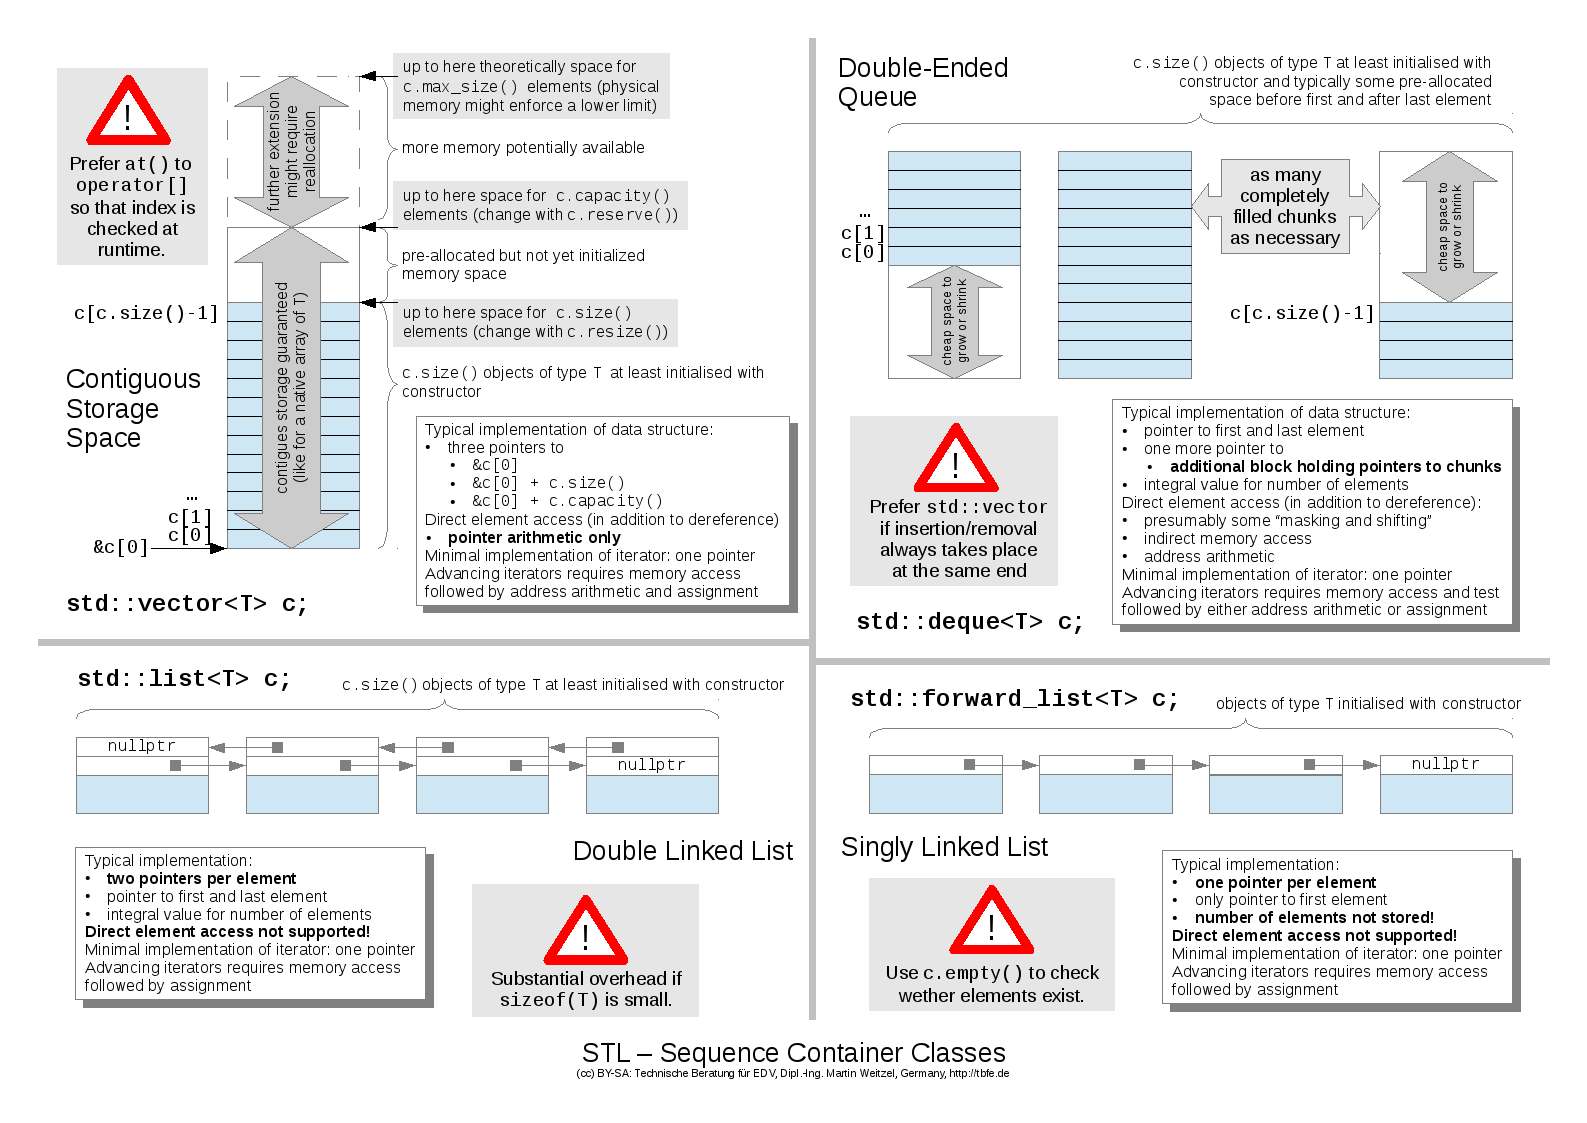 Prefer at() to
operator[]
so that index is
checked at
runtime.
further extension
might require
reallocation
up to here theoretically space for
c.max_size() elements (physical
memory might enforce a lower limit)
more memory potentially available
up to here space for c.capacity()
elements (change with c.reserve())
pre-allocated but not yet initialized
memory space
up to here space for c.size()
elements (change with c.resize())
c.size() objects of type T at least initialised with
constructor
contigues storage guaranteed
(like for a native array of T)
c[c.size()-1]
Contiguous
Storage
Space
...
c[1]
c[0]
&c[0]
std::vector<T> c;
Typical implementation of data structure:
• three pointers to
• &c[0]
• &c[0] + c.size()
• &c[0] + c.capacity()
Direct element access (in addition to dereference)
• pointer arithmetic only
Minimal implementation of iterator: one pointer
Advancing iterators requires memory access
followed by address arithmetic and assignment
Double-Ended
Queue
c.size() objects of type T at least initialised with
constructor and typically some pre-allocated
space before first and after last element
...
c[1]
c[0]
cheap space to
grow or shrink
as many
completely
filled chunks
as necessary
cheap space to
grow or shrink
c[c.size()-1]
Prefer std::vector
if insertion/removal
always takes place
at the same end
std::deque<T> c;
Typical implementation of data structure:
• pointer to first and last element
• one more pointer to
• additional block holding pointers to chunks
• integral value for number of elements
Direct element access (in addition to dereference):
• presumably some “masking and shifting”
• indirect memory access
• address arithmetic
Minimal implementation of iterator: one pointer
Advancing iterators requires memory access and test
followed by either address arithmetic or assignment
std::list<T> c;
c.size() objects of type T at least initialised with constructor
nullptr
nullptr
Double Linked List
Typical implementation:
• two pointers per element
• pointer to first and last element
• integral value for number of elements
Direct element access not supported!
Minimal implementation of iterator: one pointer
Advancing iterators requires memory access
followed by assignment
Substantial overhead if
sizeof(T) is small.
std::forward_list<T> c;
objects of type T initialised with constructor
nullptr
Singly Linked List
Use c.empty() to check
wether elements exist.
Typical implementation:
• one pointer per element
• only pointer to first element
• number of elements not stored!
Direct element access not supported!
Minimal implementation of iterator: one pointer
Advancing iterators requires memory access
followed by assignment
STL – Sequence Container Classes
(cc) BY-SA: Technische Beratung für EDV, Dipl.-Ing. Martin Weitzel, Germany, http://tbfe.de